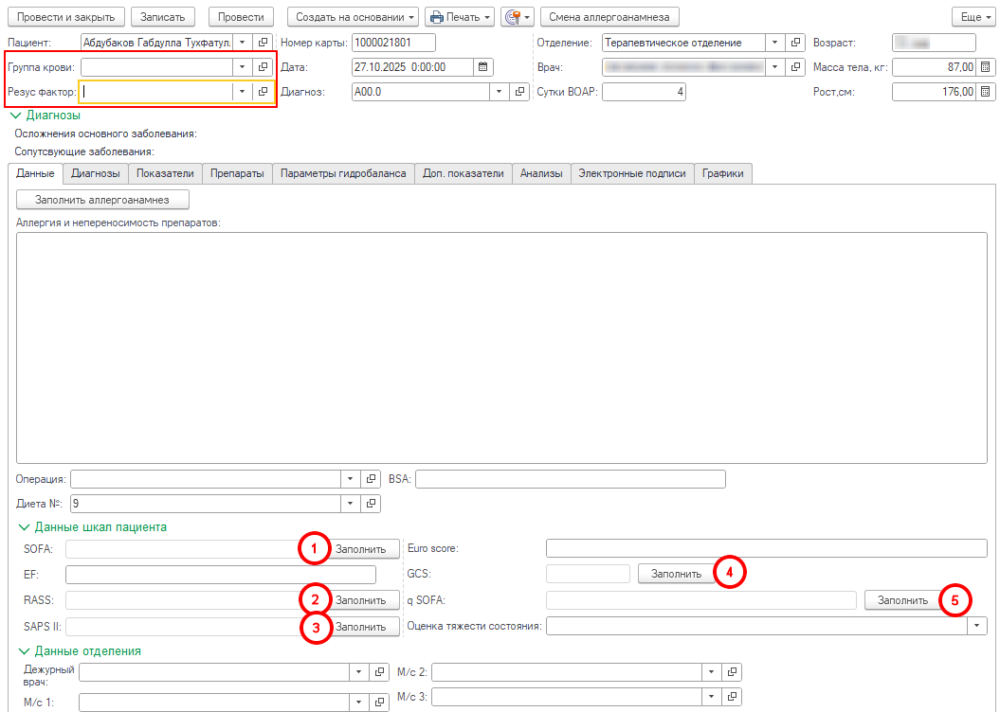 Провести и закрыть Записать Провести Создать на основании Печать Смена аллергоанамнеза Еще
Пациент: Абдубаков Габдулла Тухфатул Номер карты: 1000021801 Отделение: Терапевтическое отделение Возраст:
Группа крови: Дата: 27.10.2025 0:00:00 Врач: Масса тела, кг: 87,00
Резус фактор: Диагноз: A00.0 Сутки ВОАР: 4 Рост,см: 176,00
Диагнозы
Осложнения основного заболевания:
Сопутсвующие заболевания:
Данные Диагнозы Показатели Препараты Параметры гидробаланса Доп. показатели Анализы Электронные подписи Графики
Заполнить аллергоанамнез
Аллергия и непереносимость препаратов:
Операция: BSA:
Диета №: 9
Данные шкал пациента
SOFA: 1 Заполнить Euro score:
EF: GCS: Заполнить 4
RASS: 2 Заполнить q SOFA: Заполнить 5
SAPS II: 3 Заполнить Оценка тяжести состояния:
Данные отделения
Дежурный
врач: М/с 2:
М/с 1: М/с 3: